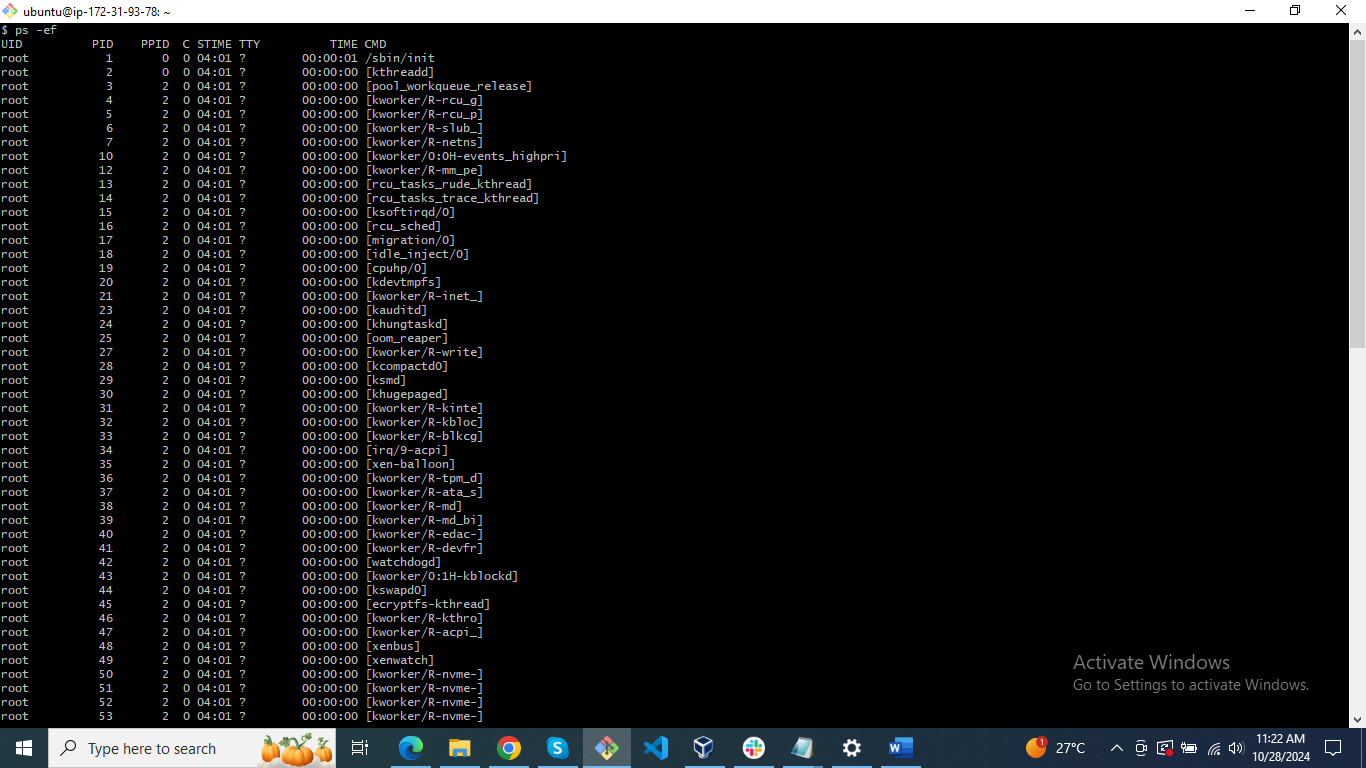 ubuntu@ip-172-31-93-78: ~
$ ps -ef
UID          PID    PPID  C STIME TTY          TIME CMD
root           1       0  0 04:01 ?        00:00:01 /sbin/init
root           2       0  0 04:01 ?        00:00:00 [kthreadd]
root           3       2  0 04:01 ?        00:00:00 [pool_workqueue_release]
root           4       2  0 04:01 ?        00:00:00 [kworker/R-rcu_g]
root           5       2  0 04:01 ?        00:00:00 [kworker/R-rcu_p]
root           6       2  0 04:01 ?        00:00:00 [kworker/R-slub_]
root           7       2  0 04:01 ?        00:00:00 [kworker/R-netns]
root          10       2  0 04:01 ?        00:00:00 [kworker/0:0H-events_highpri]
root          12       2  0 04:01 ?        00:00:00 [kworker/R-mm_pe]
root          13       2  0 04:01 ?        00:00:00 [rcu_tasks_rude_kthread]
root          14       2  0 04:01 ?        00:00:00 [rcu_tasks_trace_kthread]
root          15       2  0 04:01 ?        00:00:00 [ksoftirqd/0]
root          16       2  0 04:01 ?        00:00:00 [rcu_sched]
root          17       2  0 04:01 ?        00:00:00 [migration/0]
root          18       2  0 04:01 ?        00:00:00 [idle_inject/0]
root          19       2  0 04:01 ?        00:00:00 [cpuhp/0]
root          20       2  0 04:01 ?        00:00:00 [kdevtmpfs]
root          21       2  0 04:01 ?        00:00:00 [kworker/R-inet_]
root          23       2  0 04:01 ?        00:00:00 [kauditd]
root          24       2  0 04:01 ?        00:00:00 [khungtaskd]
root          25       2  0 04:01 ?        00:00:00 [oom_reaper]
root          27       2  0 04:01 ?        00:00:00 [kworker/R-write]
root          28       2  0 04:01 ?        00:00:00 [kcompactd0]
root          29       2  0 04:01 ?        00:00:00 [ksmd]
root          30       2  0 04:01 ?        00:00:00 [khugepaged]
root          31       2  0 04:01 ?        00:00:00 [kworker/R-kinte]
root          32       2  0 04:01 ?        00:00:00 [kworker/R-kbloc]
root          33       2  0 04:01 ?        00:00:00 [kworker/R-blkcg]
root          34       2  0 04:01 ?        00:00:00 [irq/9-acpi]
root          35       2  0 04:01 ?        00:00:00 [xen-balloon]
root          36       2  0 04:01 ?        00:00:00 [kworker/R-tpm_d]
root          37       2  0 04:01 ?        00:00:00 [kworker/R-ata_s]
root          38       2  0 04:01 ?        00:00:00 [kworker/R-md]
root          39       2  0 04:01 ?        00:00:00 [kworker/R-md_bi]
root          40       2  0 04:01 ?        00:00:00 [kworker/R-edac-]
root          41       2  0 04:01 ?        00:00:00 [kworker/R-devfr]
root          42       2  0 04:01 ?        00:00:00 [watchdogd]
root          43       2  0 04:01 ?        00:00:00 [kworker/0:1H-kblockd]
root          44       2  0 04:01 ?        00:00:00 [kswapd0]
root          45       2  0 04:01 ?        00:00:00 [ecryptfs-kthread]
root          46       2  0 04:01 ?        00:00:00 [kworker/R-kthro]
root          47       2  0 04:01 ?        00:00:00 [kworker/R-acpi_]
root          48       2  0 04:01 ?        00:00:00 [xenbus]
root          49       2  0 04:01 ?        00:00:00 [xenwatch]
root          50       2  0 04:01 ?        00:00:00 [kworker/R-nvme-]
root          51       2  0 04:01 ?        00:00:00 [kworker/R-nvme-]
root          52       2  0 04:01 ?        00:00:00 [kworker/R-nvme-]
root          53       2  0 04:01 ?        00:00:00 [kworker/R-nvme-]
Activate Windows
Go to Settings to activate Windows.
Type here to search
1
27°C
11:22 AM
10/28/2024